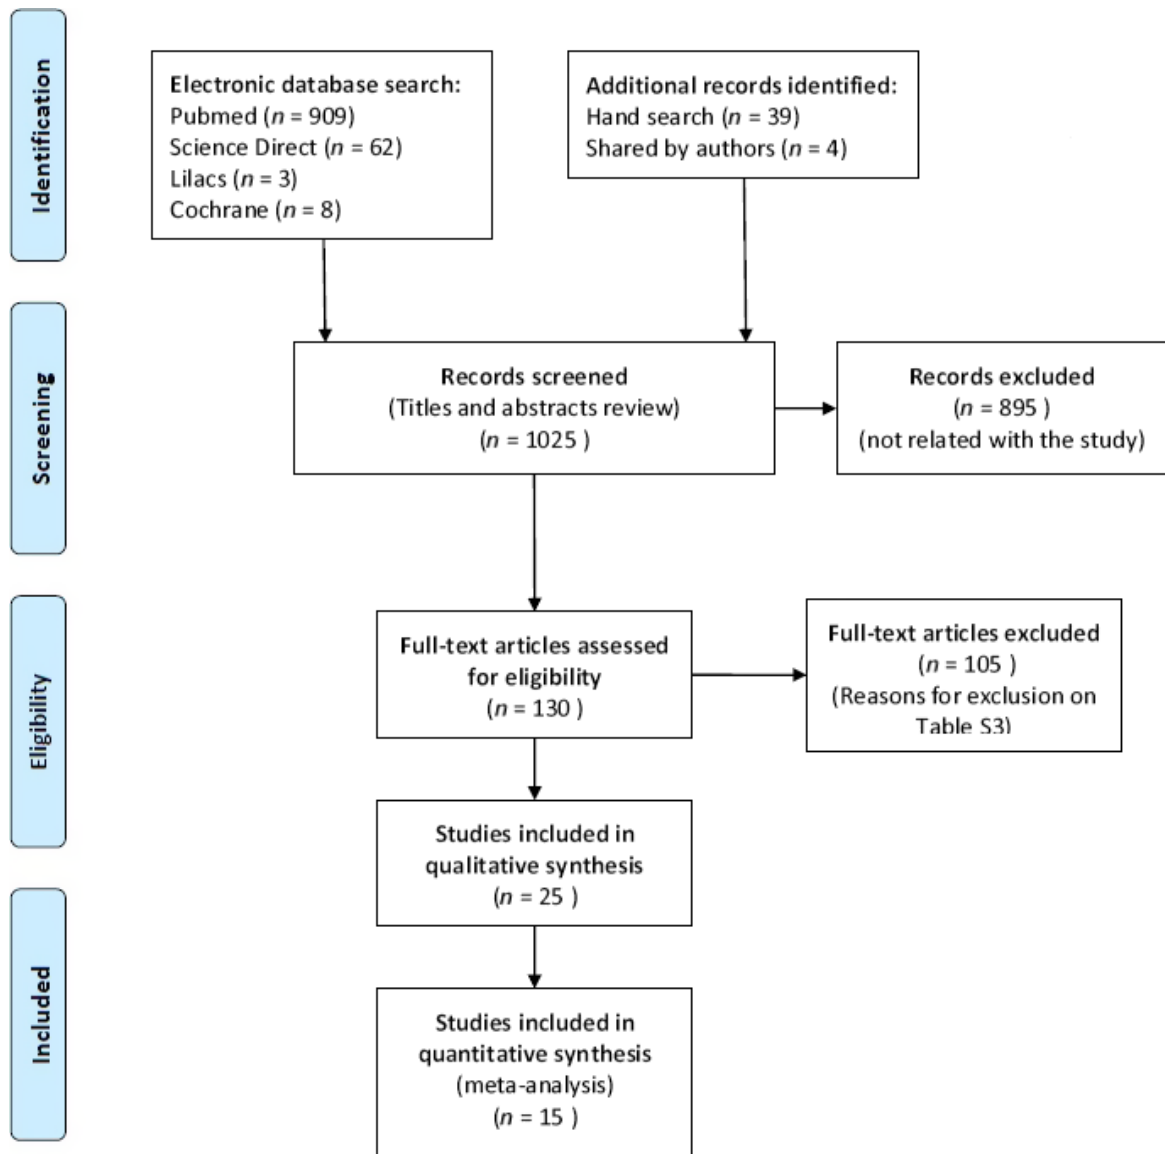 Identification
Electronic database search:
Pubmed (n = 909)
Science Direct (n = 62)
Lilacs (n = 3)
Cochrane (n = 8)
Additional records identified:
Hand search (n = 39)
Shared by authors (n = 4)
Screening
Records screened
(Titles and abstracts review)
(n = 1025 )
Records excluded
(n = 895 )
(not related with the study)
Eligibility
Full-text articles assessed
for eligibility
(n = 130 )
Full-text articles excluded
(n = 105 )
(Reasons for exclusion on
Table S3)
Studies included in
qualitative synthesis
(n = 25 )
Included
Studies included in
quantitative synthesis
(meta-analysis)
(n = 15 )